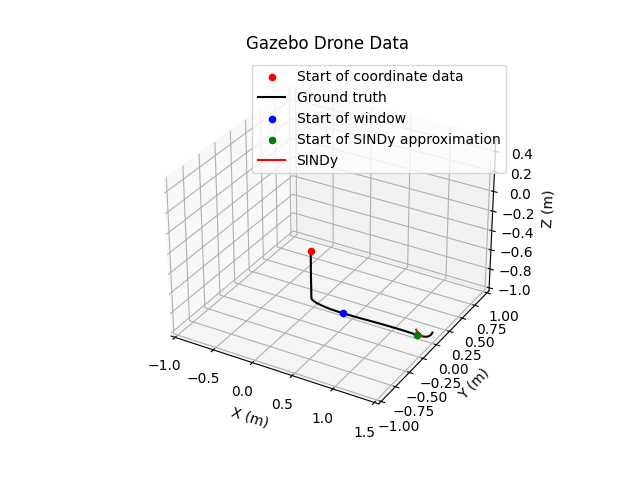 Gazebo Drone Data
Start of coordinate data
Ground truth
Start of window
Start of SINDy approximation
SINDy
0.4
0.2
0.0
−0.2
−0.4
−0.6
−0.8
−1.0
Z (m)
1.00
0.75
0.50
0.25
0.00
−0.25
−0.50
−0.75
−1.00
Y (m)
−1.0
−0.5
0.0
0.5
1.0
1.5
X (m)